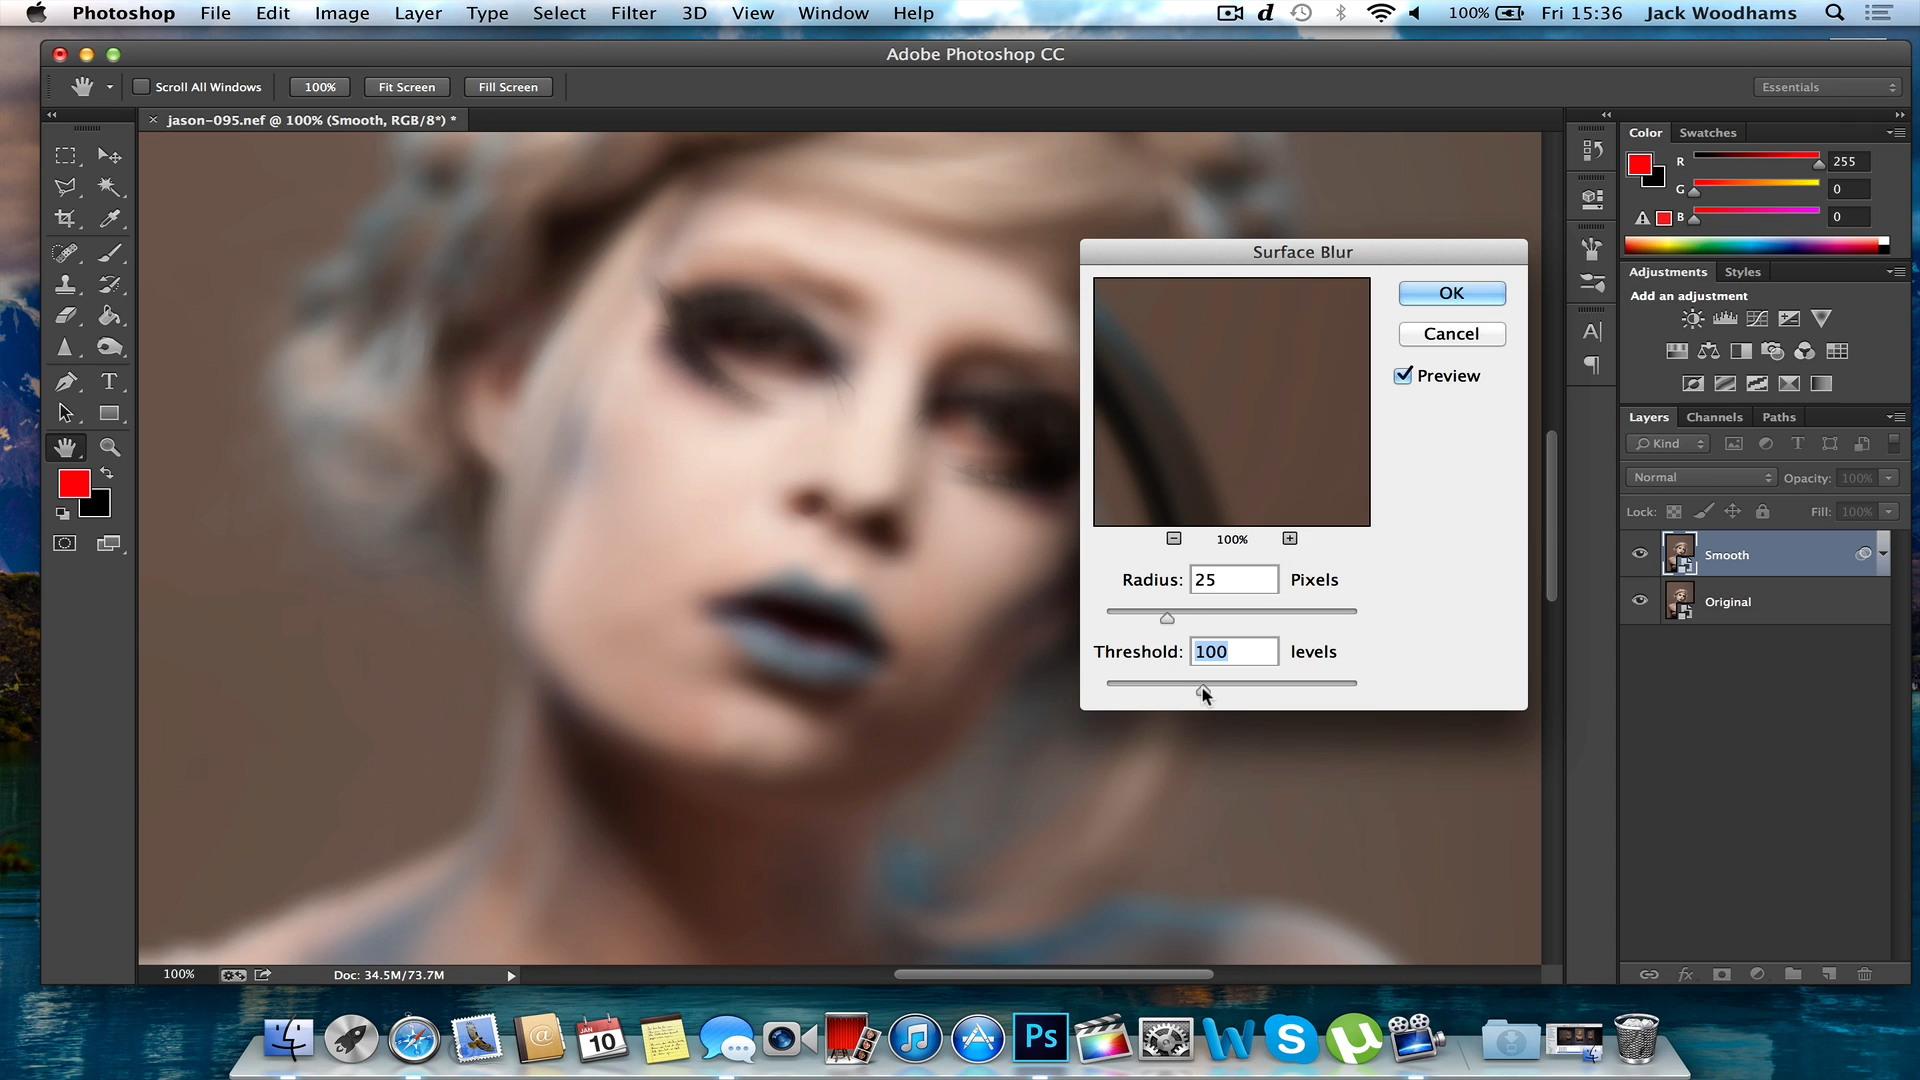 Photoshop File Edit Image Layer Type Select Filter 3D View Window Help d 100% Fri 15:36 Jack Woodhams
Adobe Photoshop CC
Scroll All Windows 100% Fit Screen Fill Screen Essentials
× jason-095.nef @ 100% (Smooth, RGB/8*) *
Color Swatches
R 255
G 0
B 0
Adjustments Styles
Add an adjustment
Surface Blur
OK
Cancel
Preview
100%
Radius: 25 Pixels
Threshold: 100 levels
T
A
Layers Channels Paths
Kind T
Normal Opacity: 100%
Lock: Fill: 100%
Smooth
Original
fx
100% Doc: 34.5M/73.7M
JAN
10
@
Ps
W
S
µ